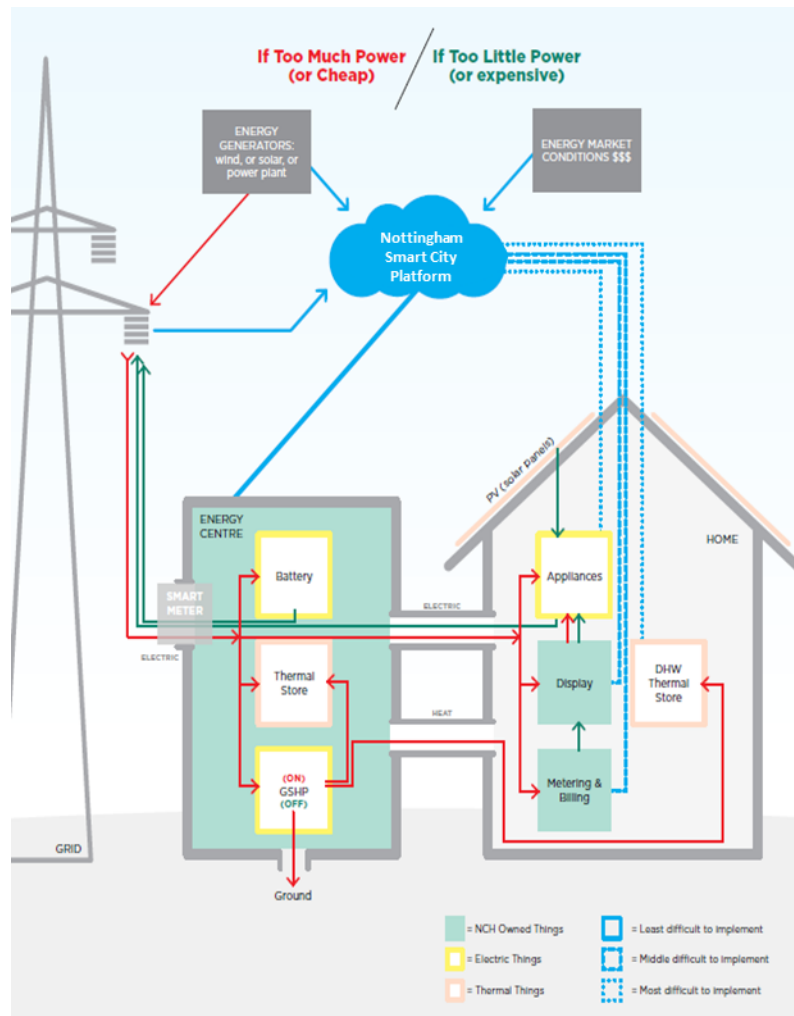 If Too Much Power
(or Cheap)
If Too Little Power
(or expensive)
ENERGY
GENERATORS:
wind, or solar, or
power plant
ENERGY MARKET
CONDITIONS $$$
Nottingham
Smart City
Platform
PV (solar panels)
ENERGY
CENTRE
HOME
Battery
Appliances
SMART
METER
ELECTRIC
ELECTRIC
Thermal
Store
Display
DHW
Thermal
Store
HEAT
(ON)
GSHP
(OFF)
Metering &
Billing
GRID
Ground
= NCH Owned Things
= Least difficult to implement
= Electric Things
= Middle difficult to implement
= Thermal Things
= Most difficult to implement